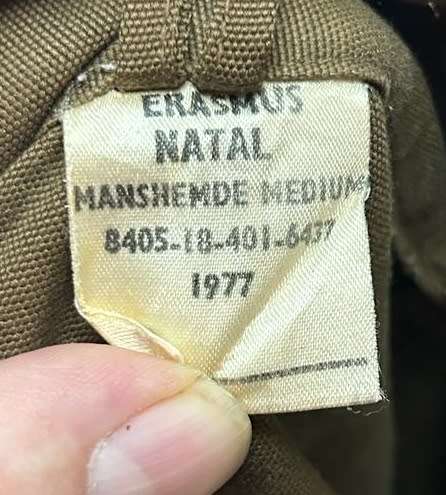 ERASMUS
NATAL
MANSHEMDE MEDIUM
8405-18-401-6437
1977